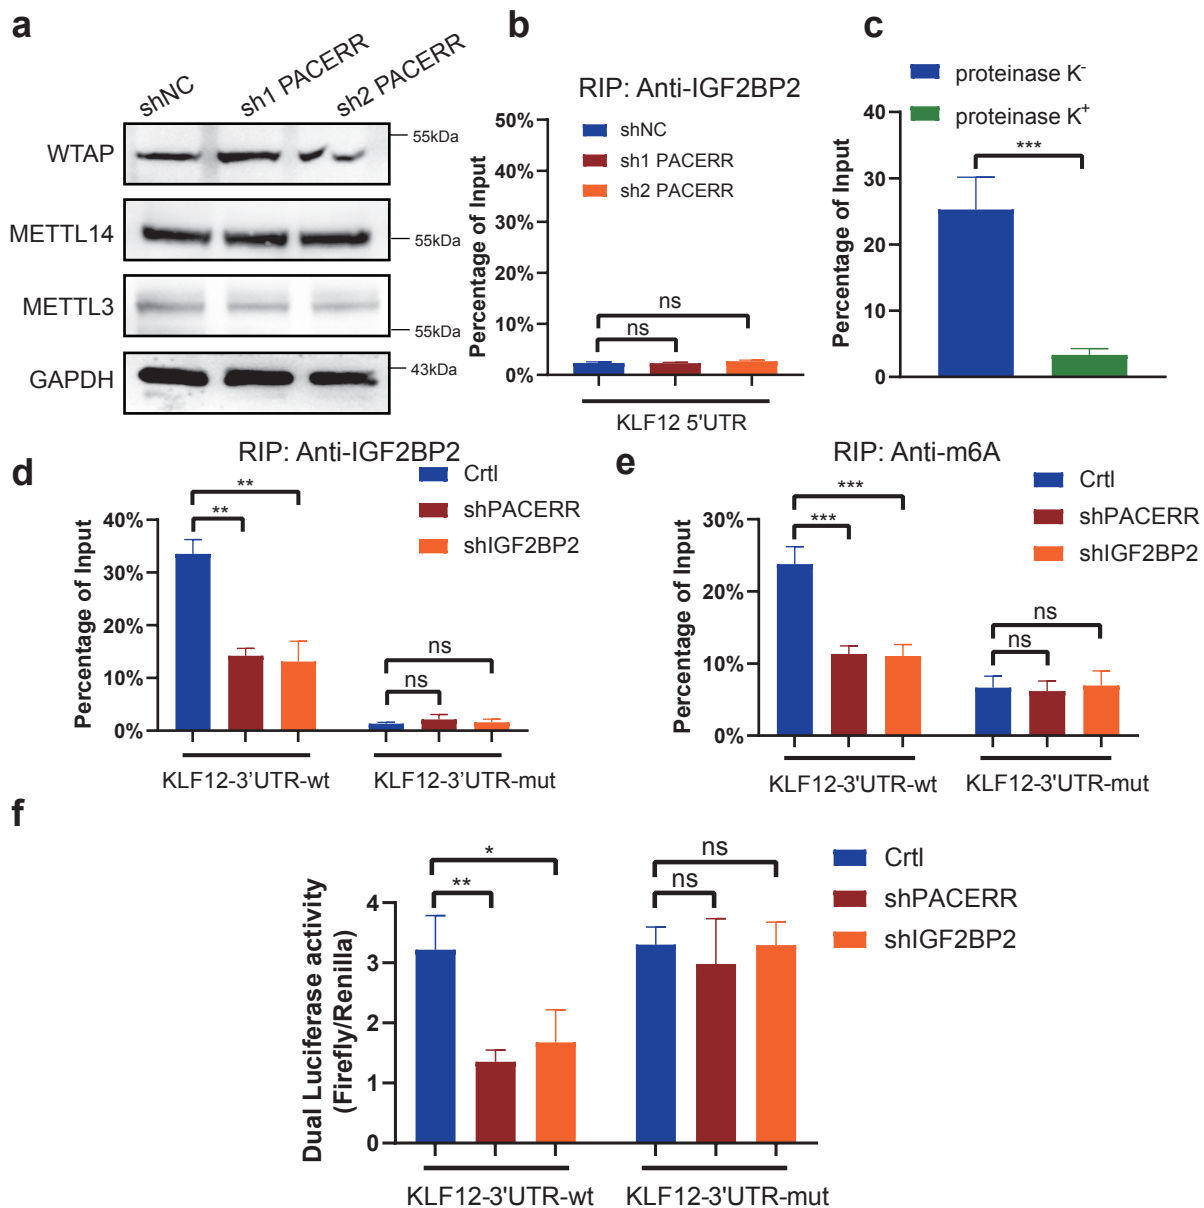 a
shNC
sh1 PACERR
sh2 PACERR
WTAP
55kDa
METTL14
55kDa
METTL3
55kDa
GAPDH
43kDa
b
RIP: Anti-IGF2BP2
shNC
sh1 PACERR
sh2 PACERR
Percentage of Input
50%
40%
30%
20%
10%
0%
ns
ns
KLF12 5'UTR
c
proteinase K-
proteinase K+
Percentage of Input
40
30
20
10
0
***
d
RIP: Anti-IGF2BP2
Crtl
shPACERR
shIGF2BP2
Percentage of Input
40%
30%
20%
10%
0%
**
**
ns
ns
KLF12-3’UTR-wt
KLF12-3’UTR-mut
e
RIP: Anti-m6A
Crtl
shPACERR
shIGF2BP2
Percentage of Input
30%
20%
10%
0%
***
***
ns
ns
KLF12-3'UTR-wt
KLF12-3'UTR-mut
f
Crtl
shPACERR
shIGF2BP2
Dual Luciferase activity
(Firefly/Renilla)
4
3
2
1
0
*
**
ns
ns
KLF12-3'UTR-wt
KLF12-3'UTR-mut